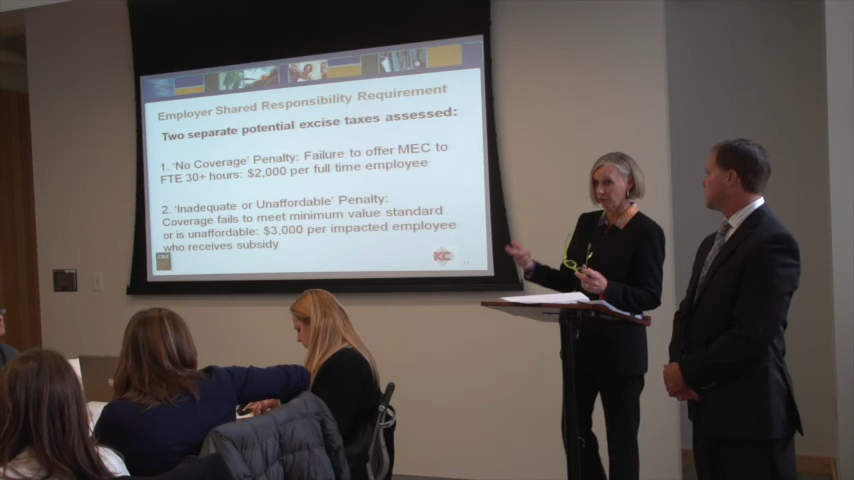 Employer Shared Responsibility Requirement
Two separate potential excise taxes assessed:
1. 'No Coverage' Penalty: Failure to offer MEC to
FTE 30+ hours: $2,000 per full time employee
2. 'Inadequate or Unaffordable' Penalty:
Coverage fails to meet minimum value standard
or is unaffordable: $3,000 per impacted employee
who receives subsidy
CBIZ
KC